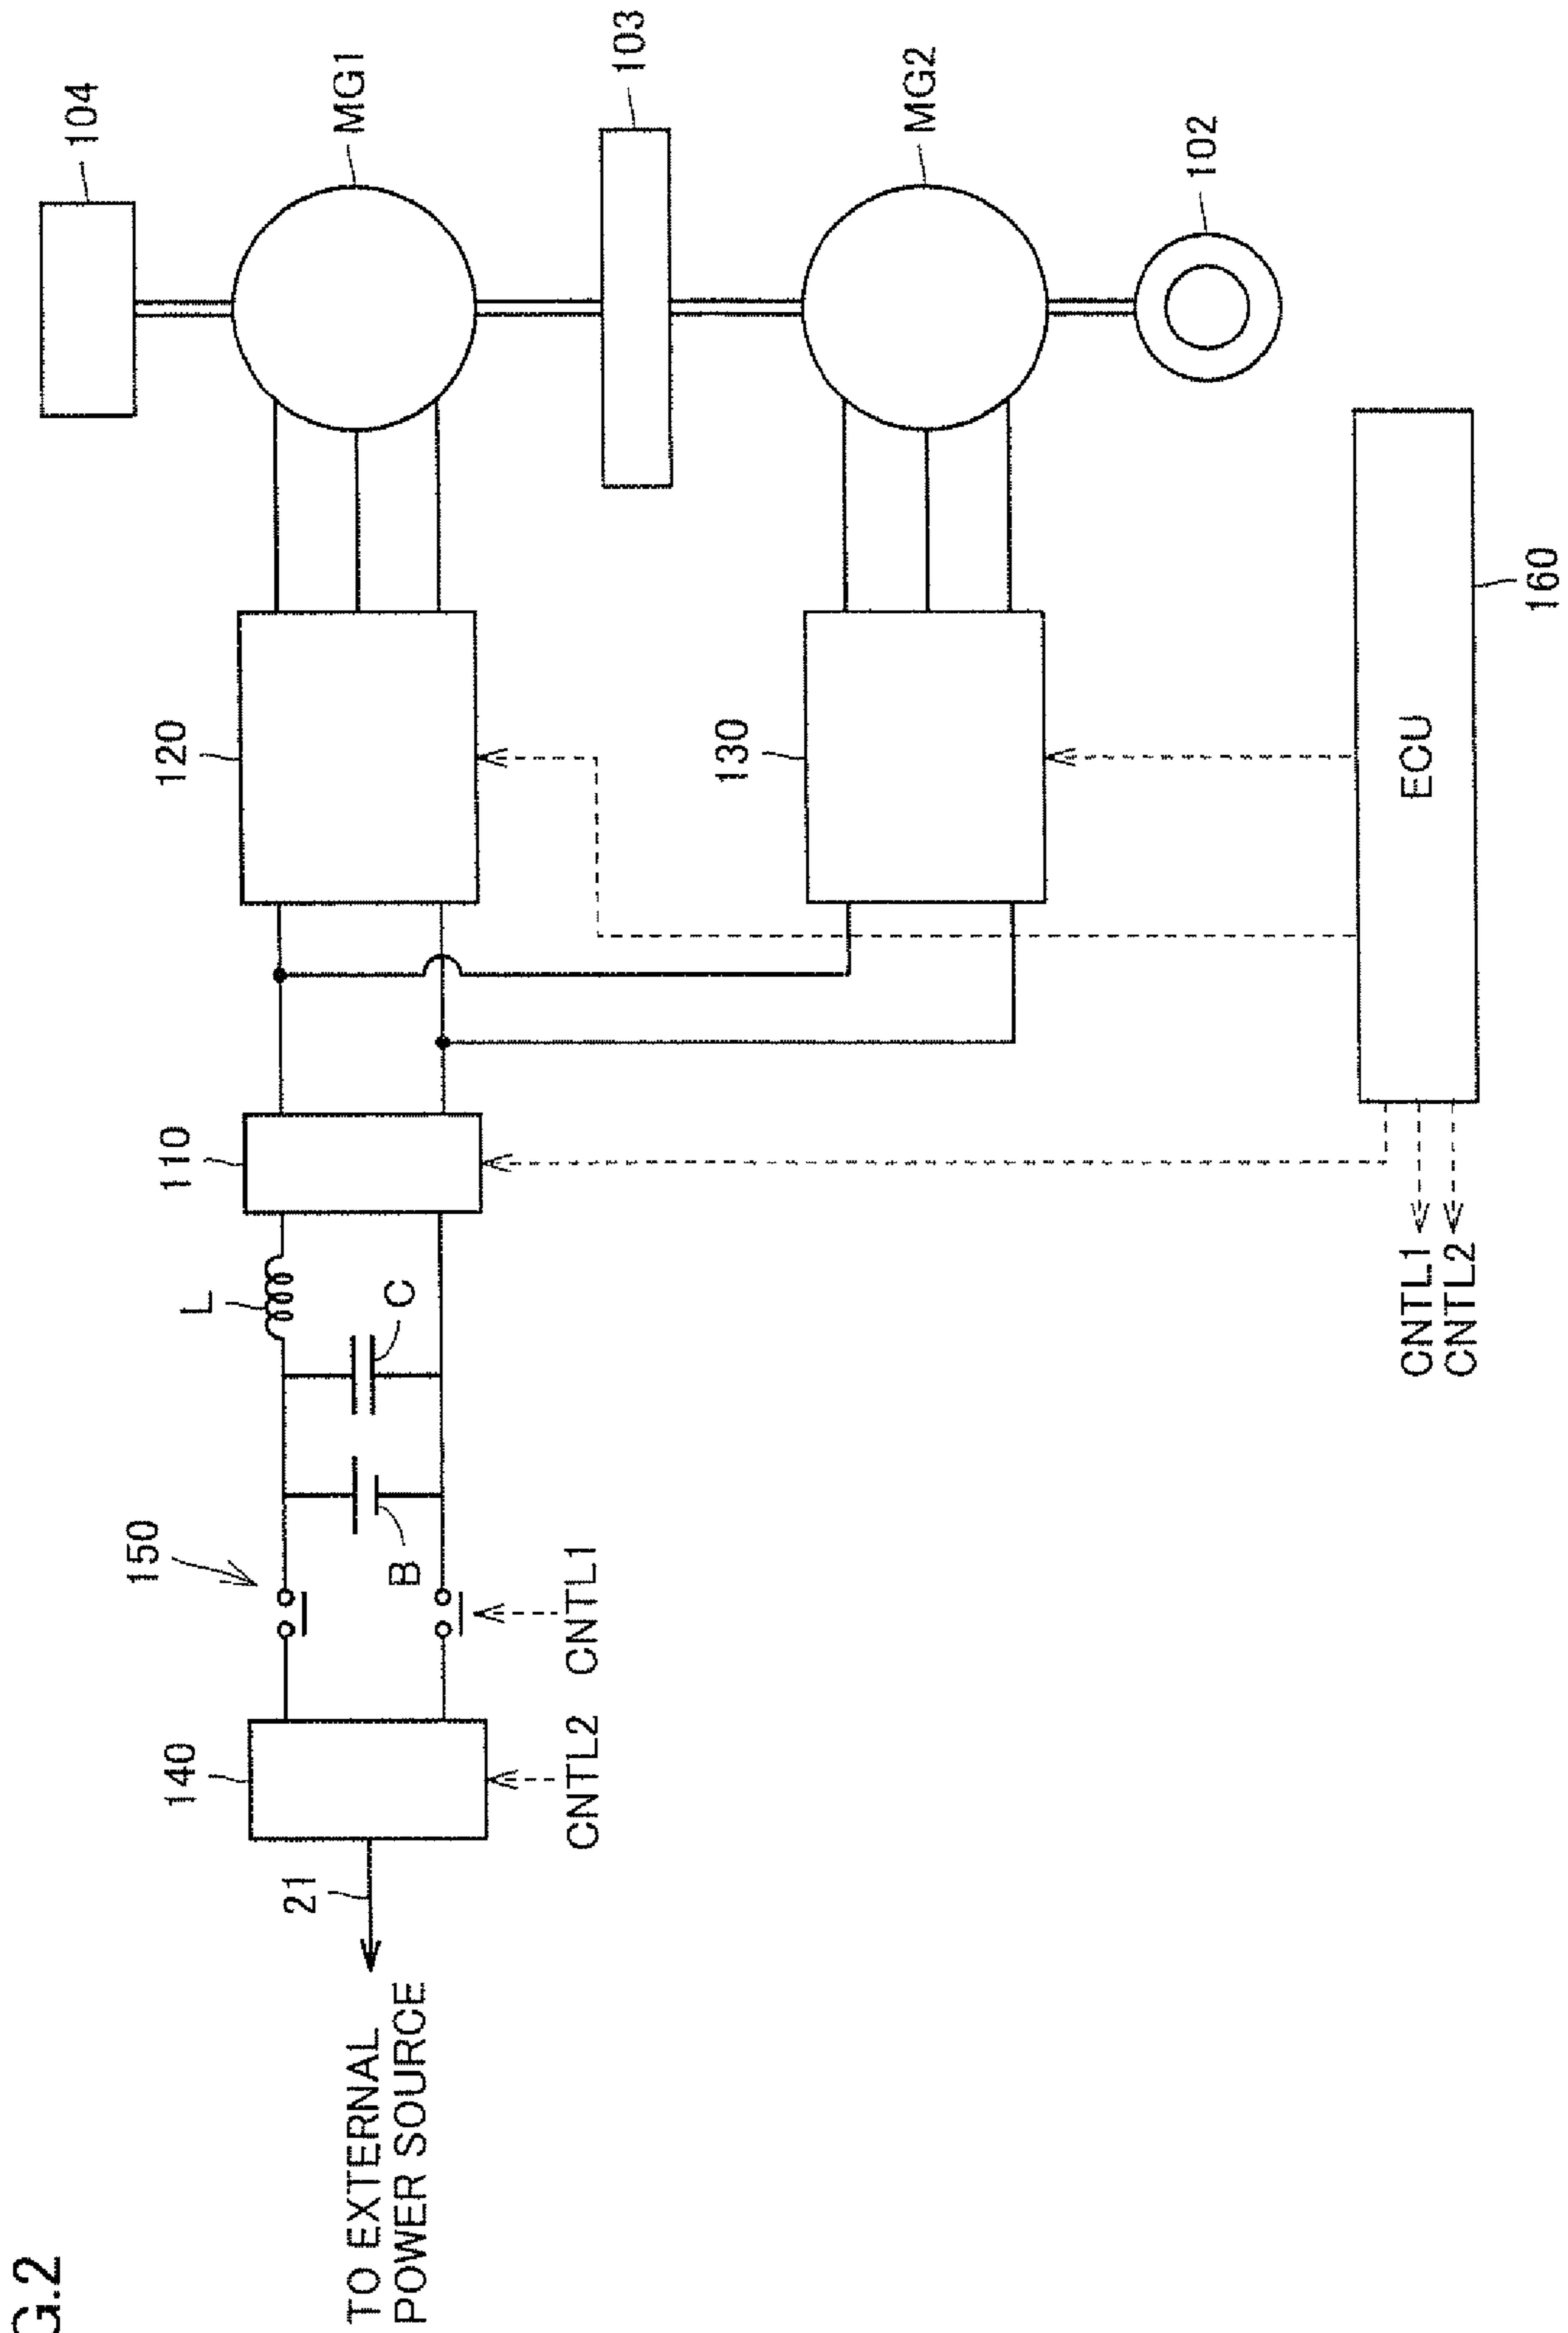 G.2
104
MG1
103
MG2
102
120
130
ECU
160
110
L
C
B
150
CNTL1
CNTL2
140
21
TO EXTERNAL
POWER SOURCE
CNTL1
CNTL2